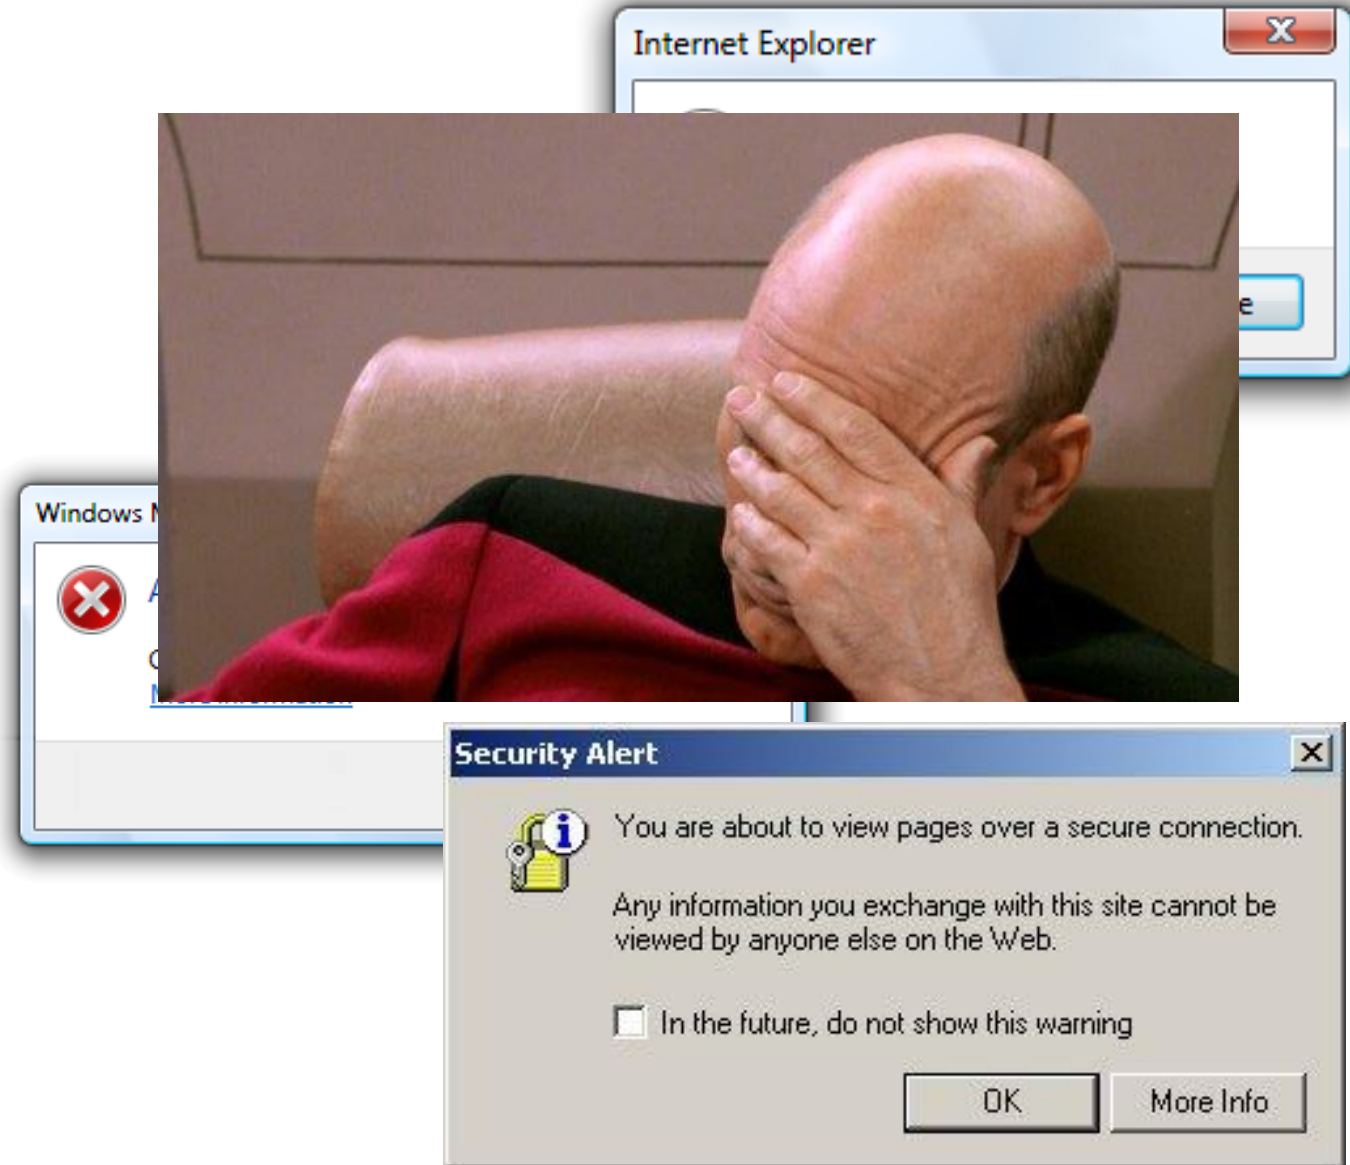 Internet Explorer
Windows
More Information
Security Alert
You are about to view pages over a secure connection.
Any information you exchange with this site cannot be
viewed by anyone else on the Web.
In the future, do not show this warning
OK
More Info